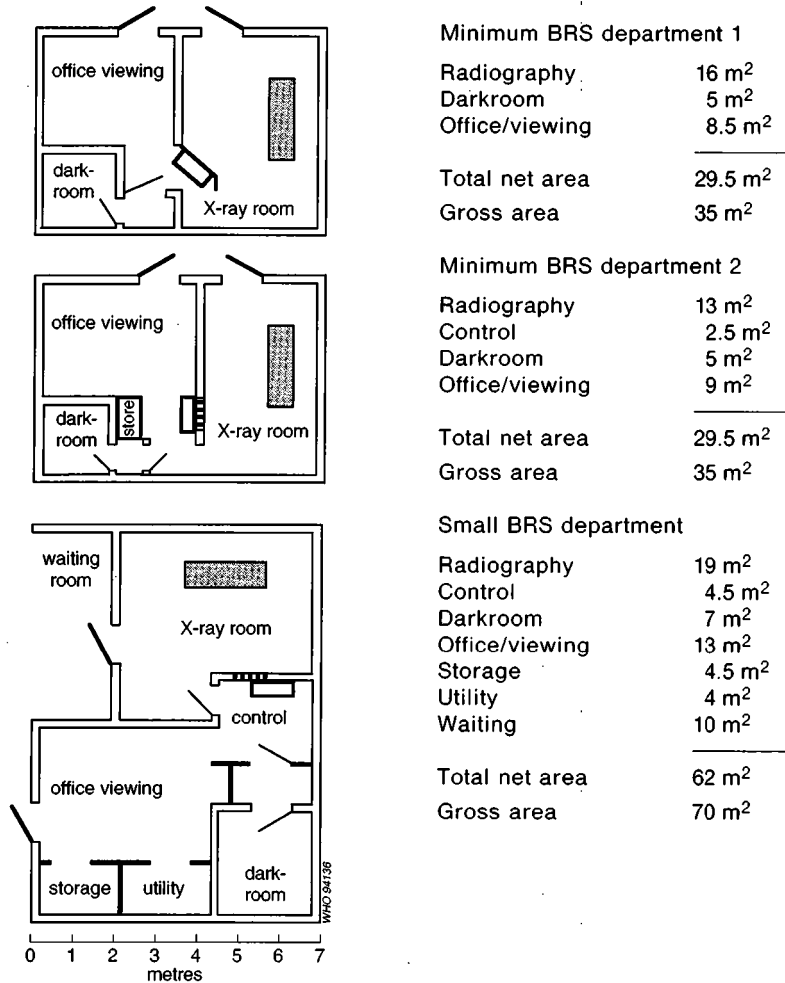 office viewing
dark-
room
X-ray room
Minimum BRS department 1
Radiography 16 m²
Darkroom 5 m²
Office/viewing 8.5 m²
Total net area 29.5 m²
Gross area 35 m²
office viewing
store
dark-
room
X-ray room
Minimum BRS department 2
Radiography 13 m²
Control 2.5 m²
Darkroom 5 m²
Office/viewing 9 m²
Total net area 29.5 m²
Gross area 35 m²
waiting
room
X-ray room
control
office viewing
storage
utility
dark-
room
WHO 94136
0 1 2 3 4 5 6 7
metres
Small BRS department
Radiography 19 m²
Control 4.5 m²
Darkroom 7 m²
Office/viewing 13 m²
Storage 4.5 m²
Utility 4 m²
Waiting 10 m²
Total net area 62 m²
Gross area 70 m²